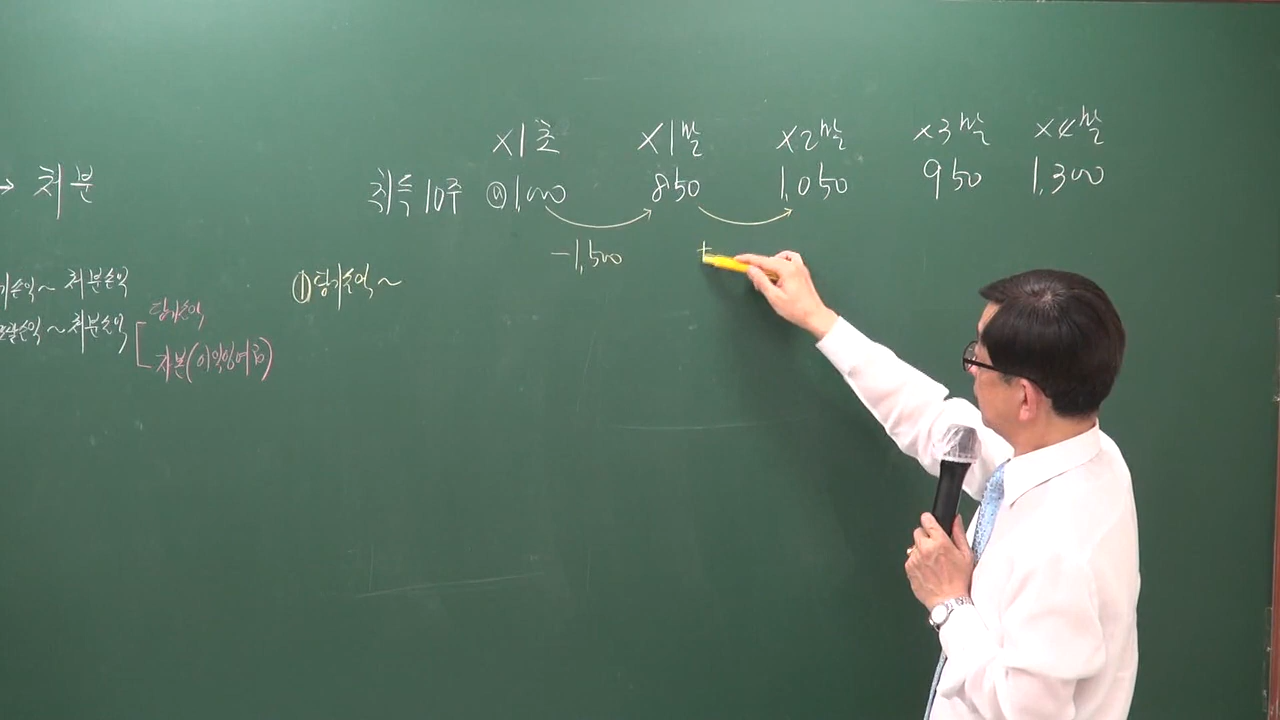 → 처분
기손익~ 처분손익
포괄손익~처분손익
당기손익
자본(이익잉여금)
X1초 X1말 X2말 X3말 X4말
취득 10주 @1,000 850 1,050 950 1,300
-1,500 +
①당기손익~